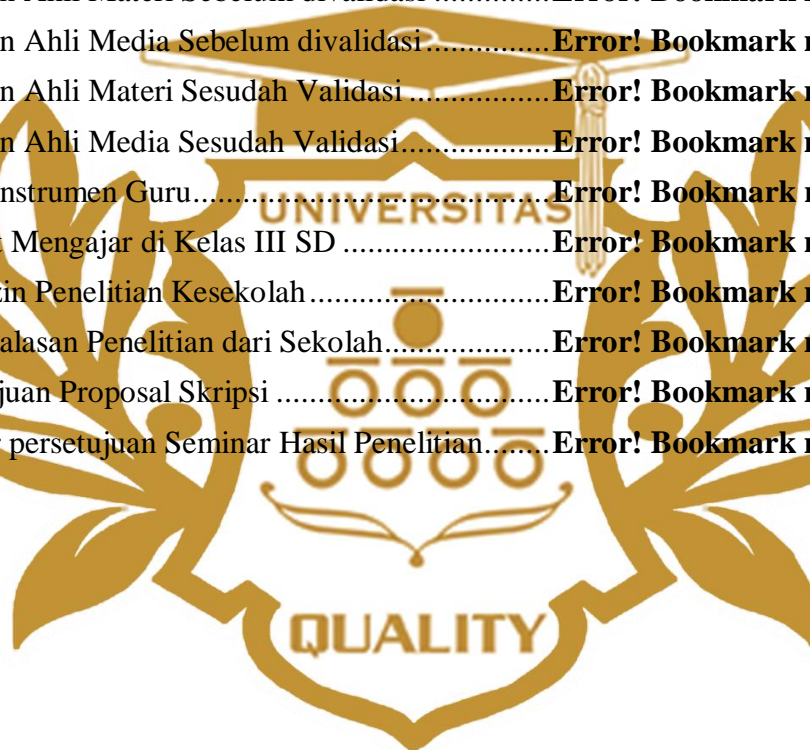 n Ahli Media Sebelum divalidasi ............... Error! Bookmark
n Ahli Materi Sesudah Validasi .................. Error! Bookmark
n Ahli Media Sesudah Validasi................... Error! Bookmark
nstrumen Guru............................................. Error! Bookmark
UNIVERSITAS
t Mengajar di Kelas III SD .......................... Error! Bookmark
in Penelitian Kesekolah .............................. Error! Bookmark
alasan Penelitian dari Sekolah..................... Error! Bookmark
juan Proposal Skripsi .................................. Error! Bookmark
r persetujuan Seminar Hasil Penelitian........ Error! Bookmark
QUALITY